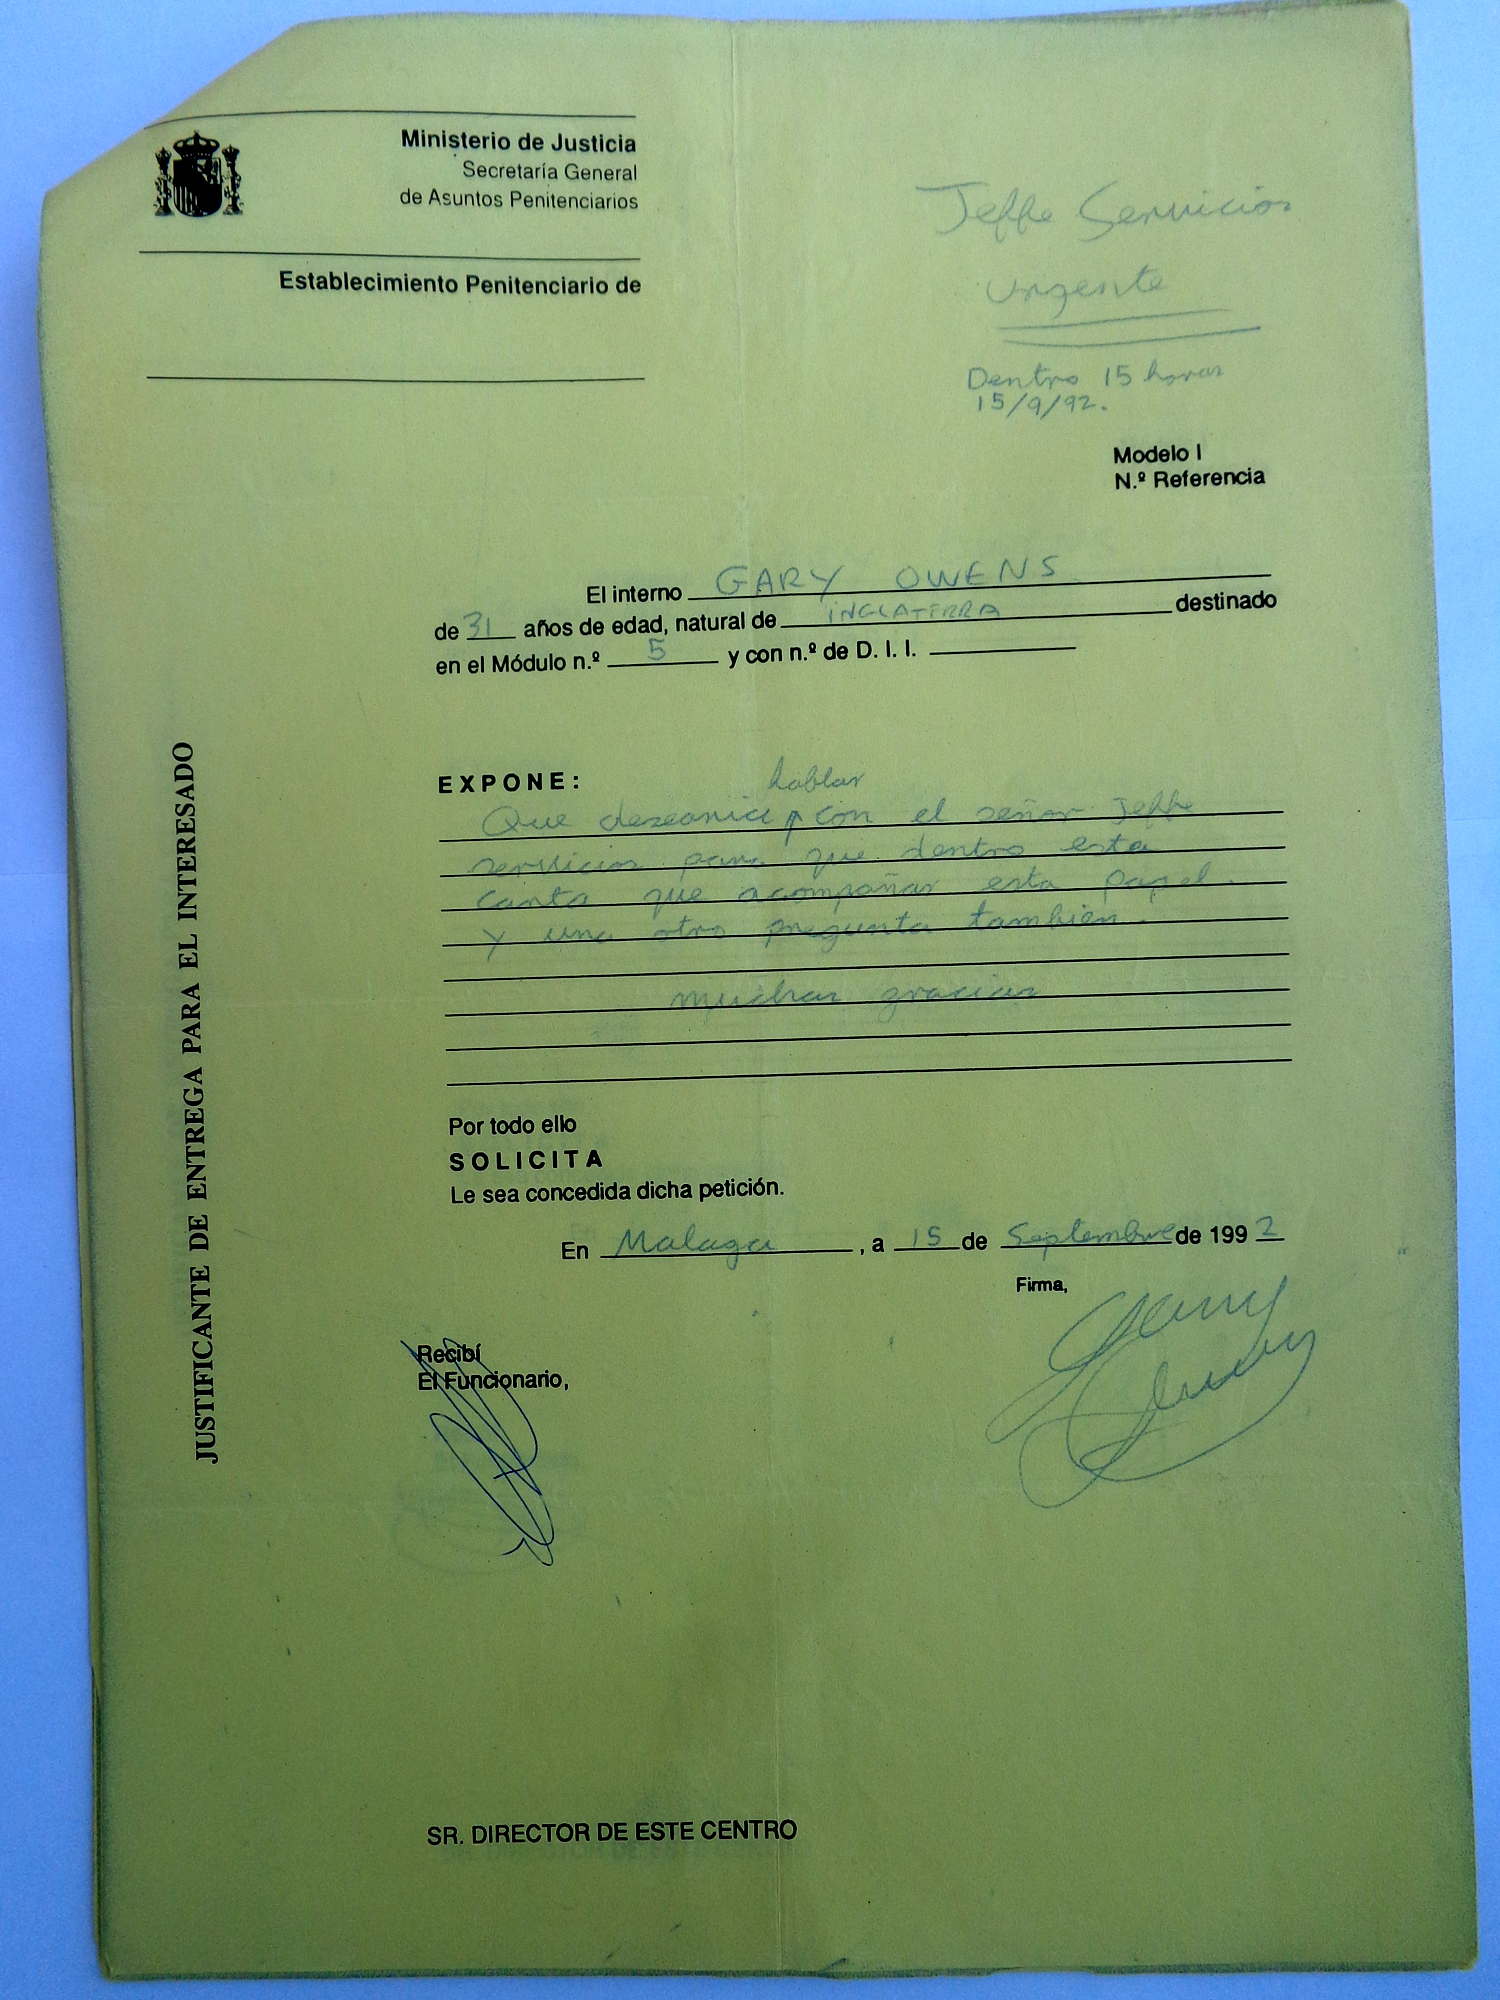 Ministerio de Justicia
Secretaría General
de Asuntos Penitenciarios
Establecimiento Penitenciario de
Jeffe Servicios
Urgente
Dentro 15 horas
15/9/92.
Modelo I
N.º Referencia
El interno GARY OWENS
de 31 años de edad, natural de INGLATERRA destinado
en el Módulo n.º 5 y con n.º de D. I. I.
EXPONE:
hablar
Que con el señor Jeffe
servicios para que dentro esta
carta que acompañar esta papel.
Y una otro pregunta también.
muchas gracias
Por todo ello
SOLICITA
Le sea concedida dicha petición.
En Malaga, a 15 de Septembre de 1992
Firma,
Recibí
El Funcionario,
SR. DIRECTOR DE ESTE CENTRO
JUSTIFICANTE DE ENTREGA PARA EL INTERESADO